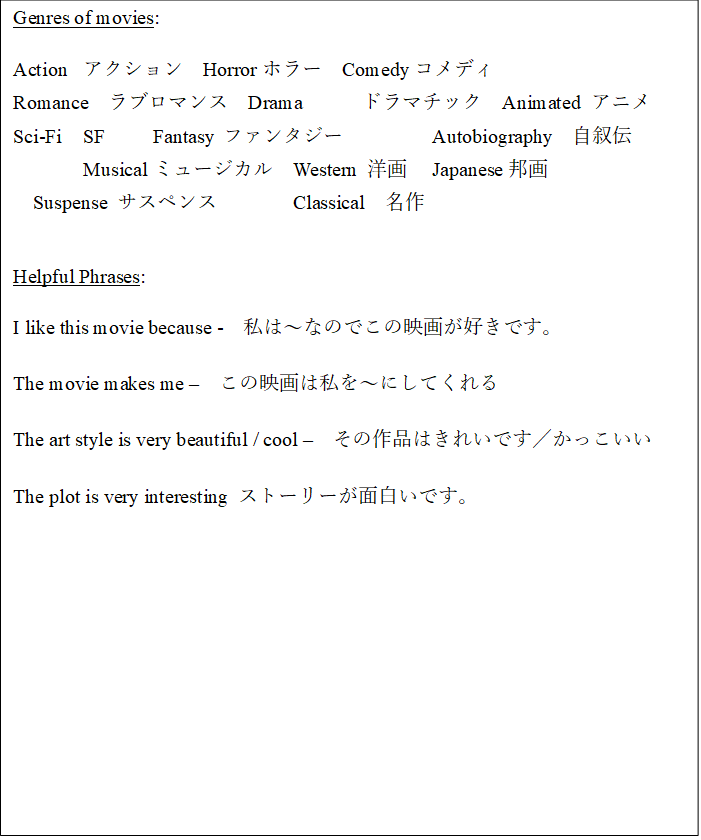 Genres of movies:
Action アクション Horror ホラー Comedy コメディ
Romance ラブロマンス Drama ドラマチック Animated アニメ
Sci-Fi SF Fantasy ファンタジー Autobiography 自叙伝
Musical ミュージカル Western 洋画 Japanese 邦画
Suspense サスペンス Classical 名作
Helpful Phrases:
I like this movie because - 私は～なのでこの映画が好きです。
The movie makes me – この映画は私を～にしてくれる
The art style is very beautiful / cool – その作品はきれいです／かっこいい
The plot is very interesting ストーリーが面白いです。